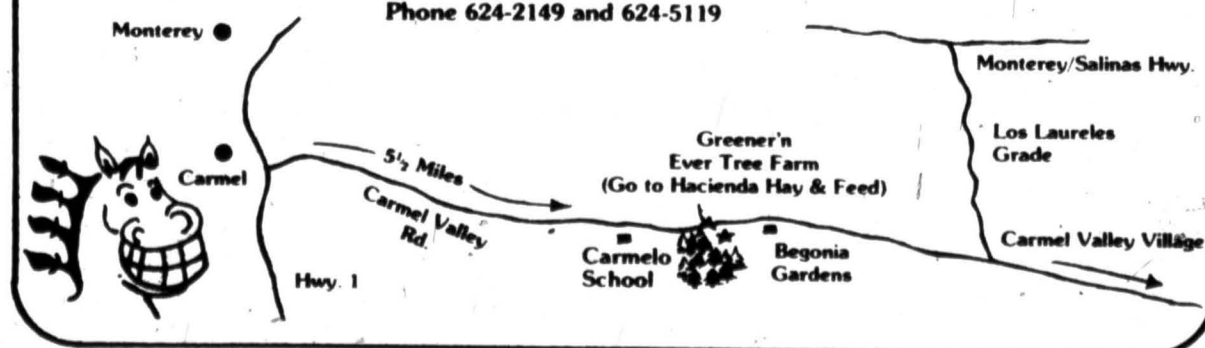 Phone 624-2149 and 624-5119
Monterey
Monterey/Salinas Hwy.
Carmel
5½ Miles
Carmel Valley
Rd.
Greener'n
Ever Tree Farm
(Go to Hacienda Hay & Feed)
Los Laureles
Grade
Carmelo
School
Begonia
Gardens
Carmel Valley Village
Hwy. 1